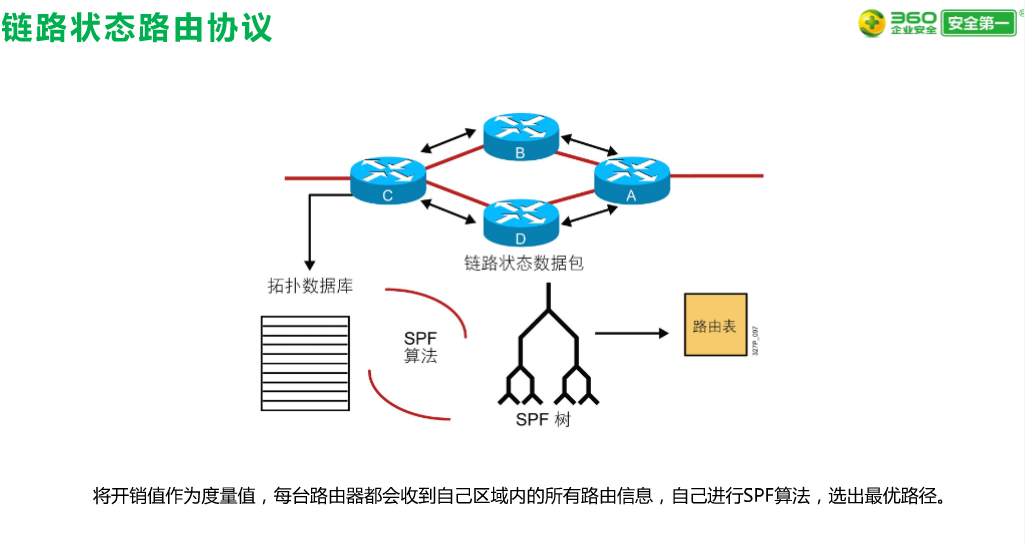 链路状态路由协议
360
企业安全
安全第一
B
C
A
D
链路状态数据包
拓扑数据库
SPF
算法
路由表
327P_097
SPF 树
将开销值作为度量值，每台路由器都会收到自己区域内的所有路由信息，自己进行SPF算法，选出最优路径。